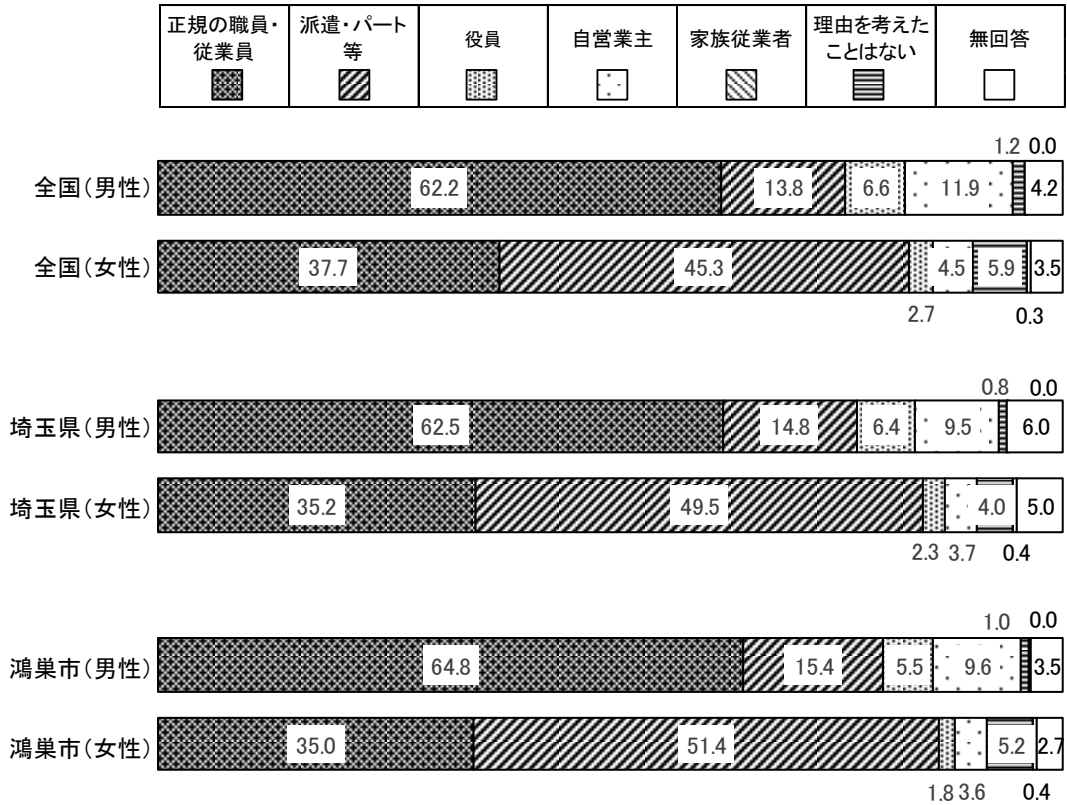 正規の職員・
従業員
派遣・パート
等
役員
自営業主
家族従業者
理由を考えた
ことはない
無回答
1.2 0.0
全国(男性) 62.2 13.8 6.6 11.9 4.2
全国(女性) 37.7 45.3 4.5 5.9 3.5
2.7 0.3
0.8 0.0
埼玉県(男性) 62.5 14.8 6.4 9.5 6.0
埼玉県(女性) 35.2 49.5 4.0 5.0
2.3 3.7 0.4
1.0 0.0
鴻巣市(男性) 64.8 15.4 5.5 9.6 3.5
鴻巣市(女性) 35.0 51.4 5.2 2.7
1.8 3.6 0.4